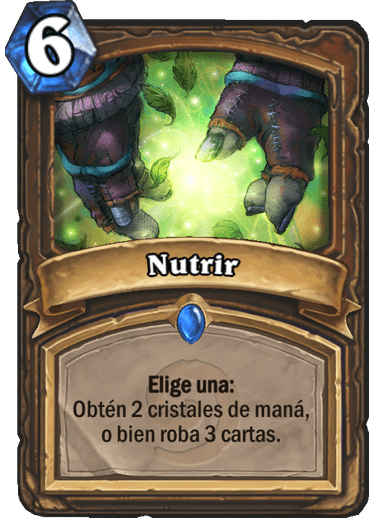 6
Nutrir
Elige una:
Obtén 2 cristales de maná,
o bien roba 3 cartas.